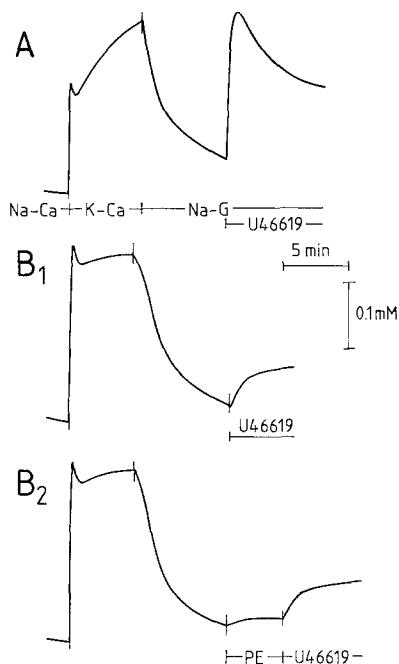 A
Na-Ca K-Ca Na-G
U46619
B1
5 min
0.1mM
U46619
B2
PE U46619